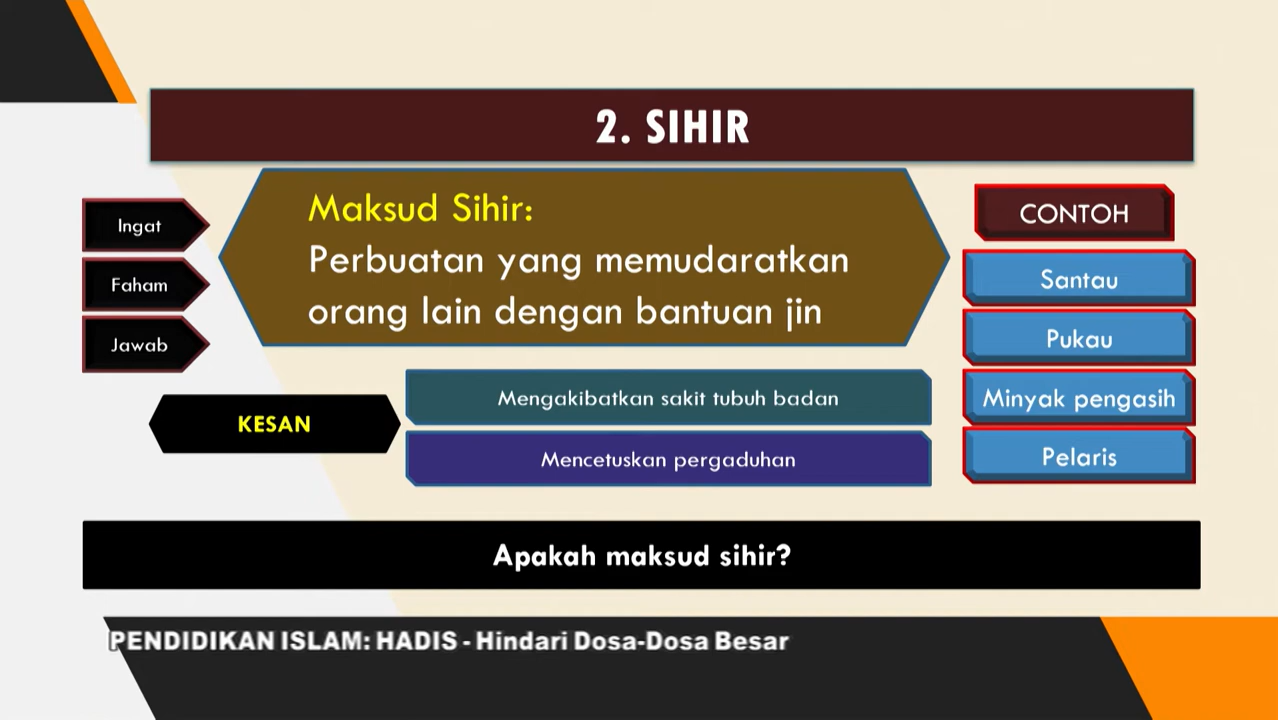 2. SIHIR
Ingat
Faham
Jawab
Maksud Sihir:
Perbuatan yang memudaratkan
orang lain dengan bantuan jin
CONTOH
Santau
Pukau
Minyak pengasih
Pelaris
KESAN
Mengakibatkan sakit tubuh badan
Mencetuskan pergaduhan
Apakah maksud sihir?
PENDIDIKAN ISLAM: HADIS - Hindari Dosa-Dosa Besar